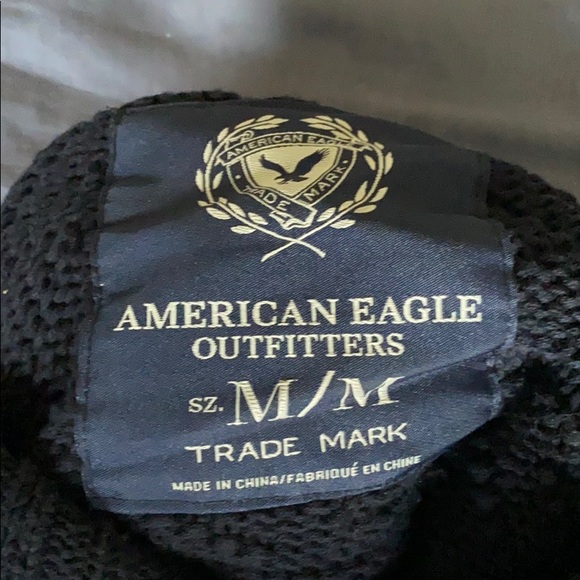 AMERICAN EAGLE
TRADE MARK
AMERICAN EAGLE
OUTFITTERS
SZ. M/M
TRADE MARK
MADE IN CHINA/FABRIQUÉ EN CHINE